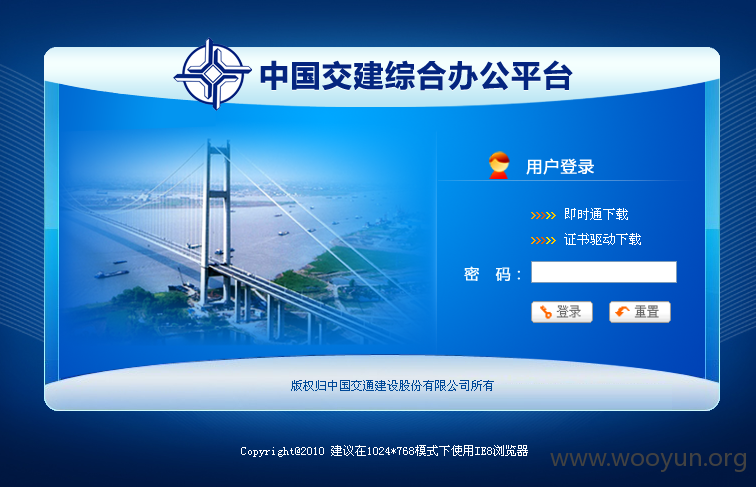 中国交建综合办公平台
用户登录
即时通下载
证书驱动下载
密 码：
登录 重置
版权归中国交通建设股份有限公司所有
Copyright@2010 建议在1024*768模式下使用IE8浏览器
www.wooyun.org